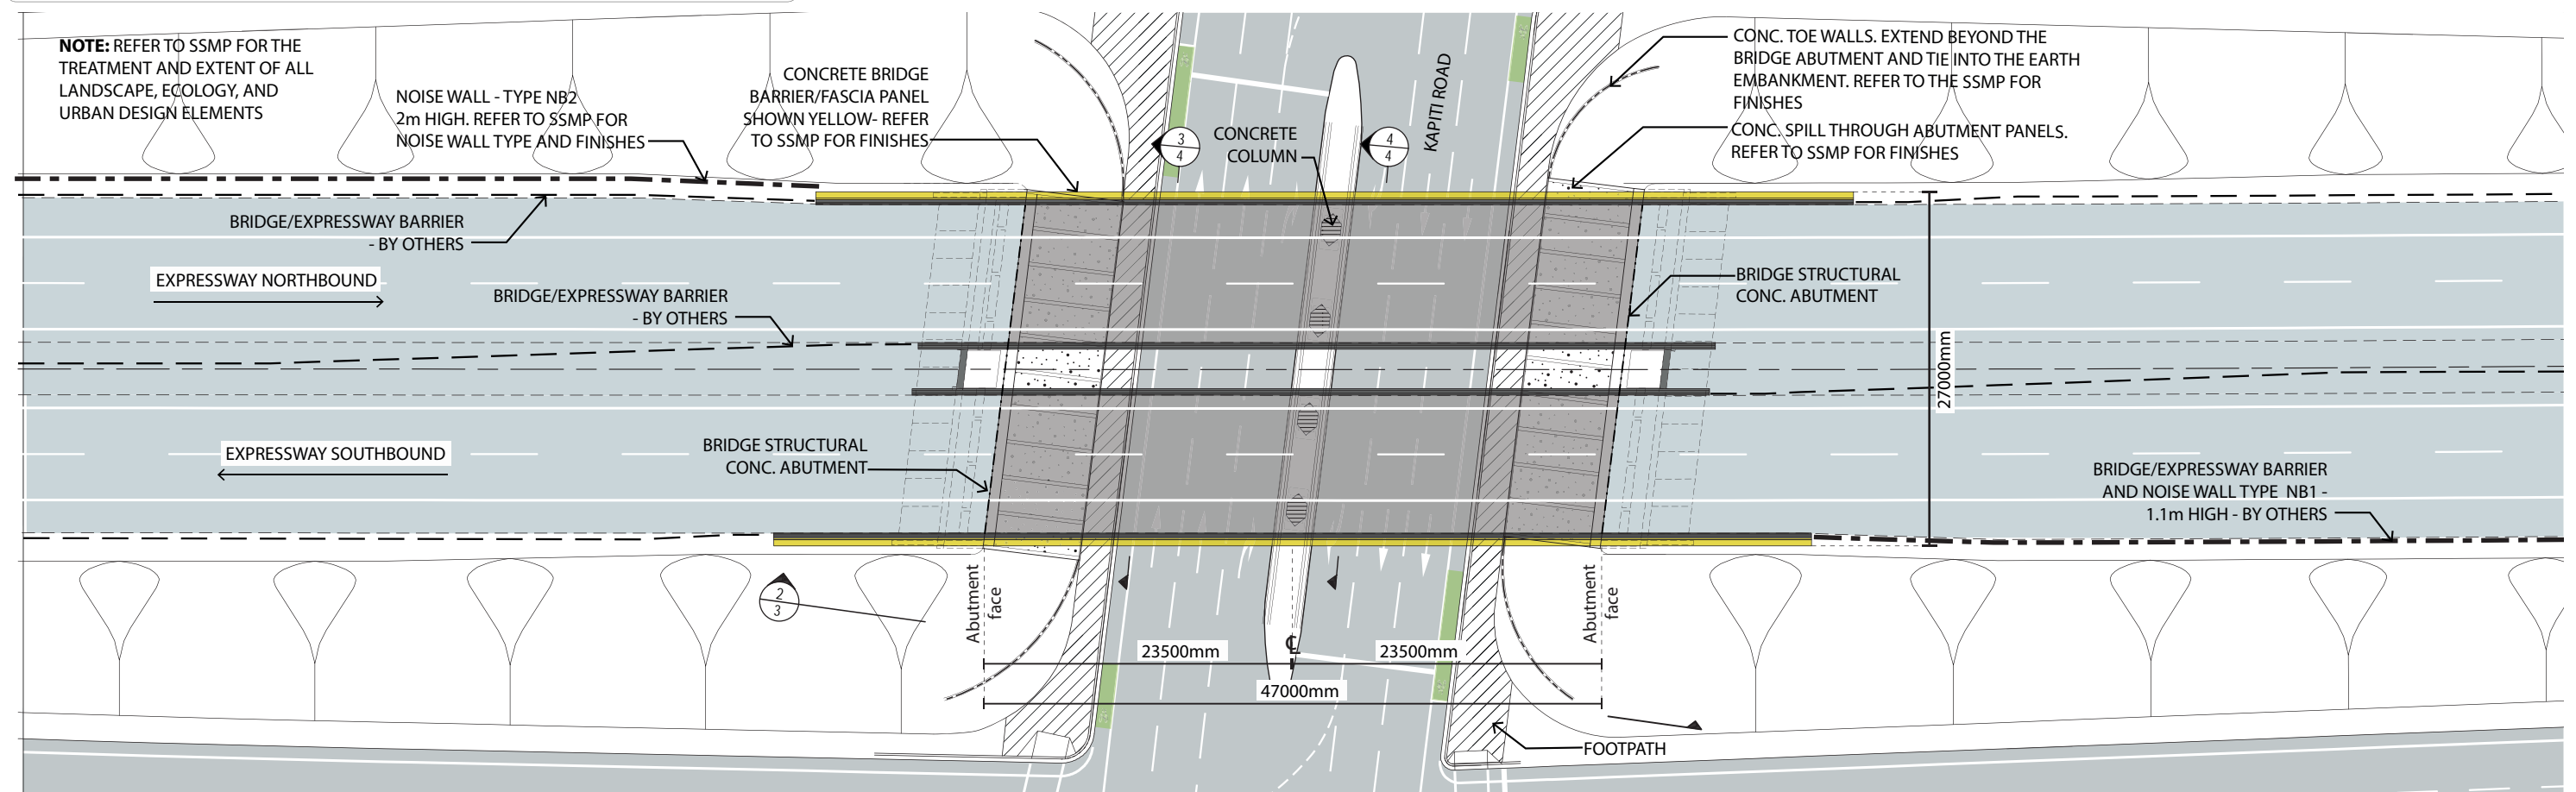 NOTE: REFER TO SSMP FOR THE
TREATMENT AND EXTENT OF ALL
LANDSCAPE, ECOLOGY, AND
URBAN DESIGN ELEMENTS
NOISE WALL - TYPE NB2
2m HIGH. REFER TO SSMP FOR
NOISE WALL TYPE AND FINISHES
CONCRETE BRIDGE
BARRIER/FASCIA PANEL
SHOWN YELLOW- REFER
TO SSMP FOR FINISHES
3
4
CONCRETE
COLUMN
4
4
KAPITI ROAD
CONC. TOE WALLS. EXTEND BEYOND THE
BRIDGE ABUTMENT AND TIE INTO THE EARTH
EMBANKMENT. REFER TO THE SSMP FOR
FINISHES
CONC. SPILL THROUGH ABUTMENT PANELS.
REFER TO SSMP FOR FINISHES
BRIDGE/EXPRESSWAY BARRIER
- BY OTHERS
EXPRESSWAY NORTHBOUND
BRIDGE/EXPRESSWAY BARRIER
- BY OTHERS
BRIDGE STRUCTURAL
CONC. ABUTMENT
27000mm
EXPRESSWAY SOUTHBOUND
BRIDGE STRUCTURAL
CONC. ABUTMENT
BRIDGE/EXPRESSWAY BARRIER
AND NOISE WALL TYPE NB1 -
1.1m HIGH - BY OTHERS
2
3
Abutment
face
Abutment
face
℄
23500mm
23500mm
47000mm
FOOTPATH